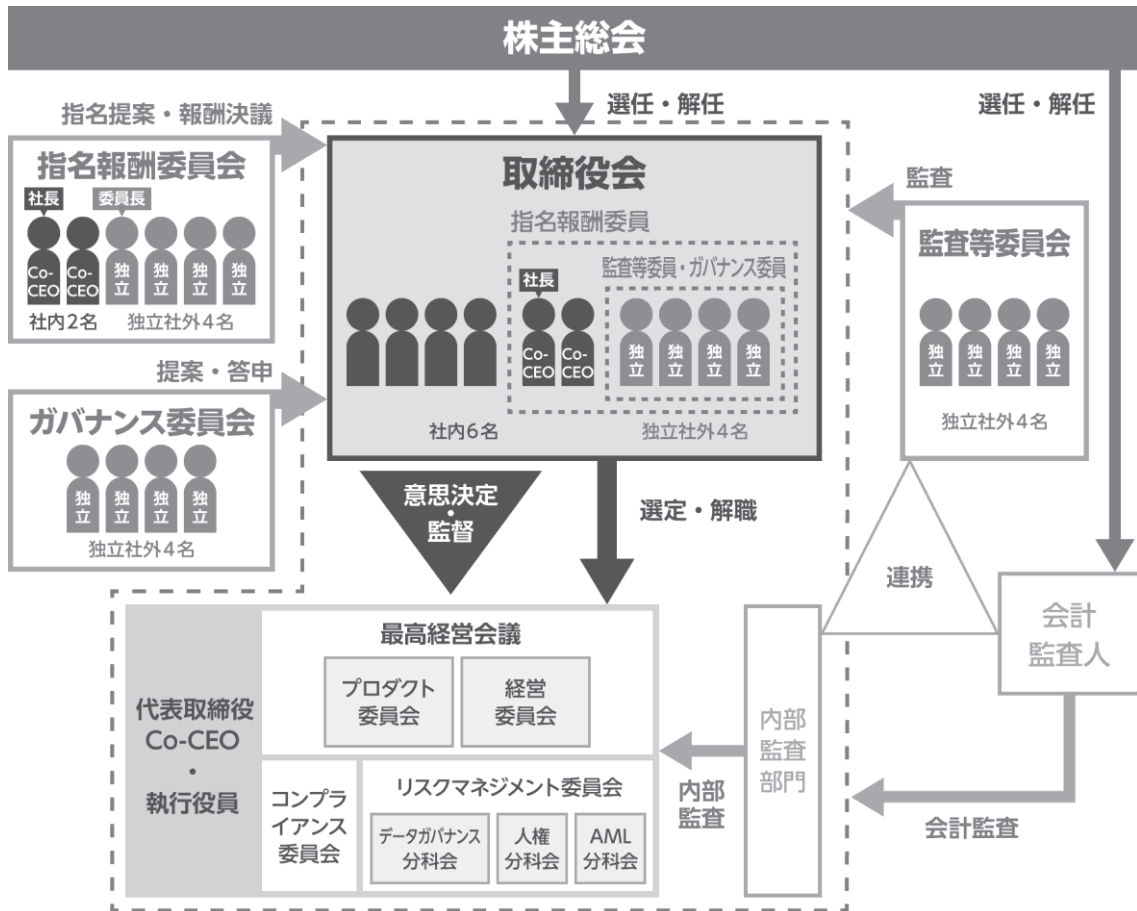 株主総会
選任・解任
選任・解任
指名提案・報酬決議
指名報酬委員会
社長
委員長
Co-
CEO
Co-
CEO
独
立
独
立
独
立
独
立
社内2名
独立社外4名
提案・答申
ガバナンス委員会
独
立
独
立
独
立
独
立
独立社外4名
取締役会
指名報酬委員
監査等委員・ガバナンス委員
社長
Co-
CEO
Co-
CEO
独
立
独
立
独
立
独
立
社内6名
独立社外4名
監査
監査等委員会
独
立
独
立
独
立
独
立
独立社外4名
意思決定
・
監督
選定・解職
連携
会計
監査人
代表取締役
Co-CEO
・
執行役員
最高経営会議
プロダクト
委員会
経営
委員会
コンプラ
イアンス
委員会
リスクマネジメント委員会
データガバナンス
分科会
人権
分科会
AML
分科会
内部
監査
内部
監査
部門
会計監査